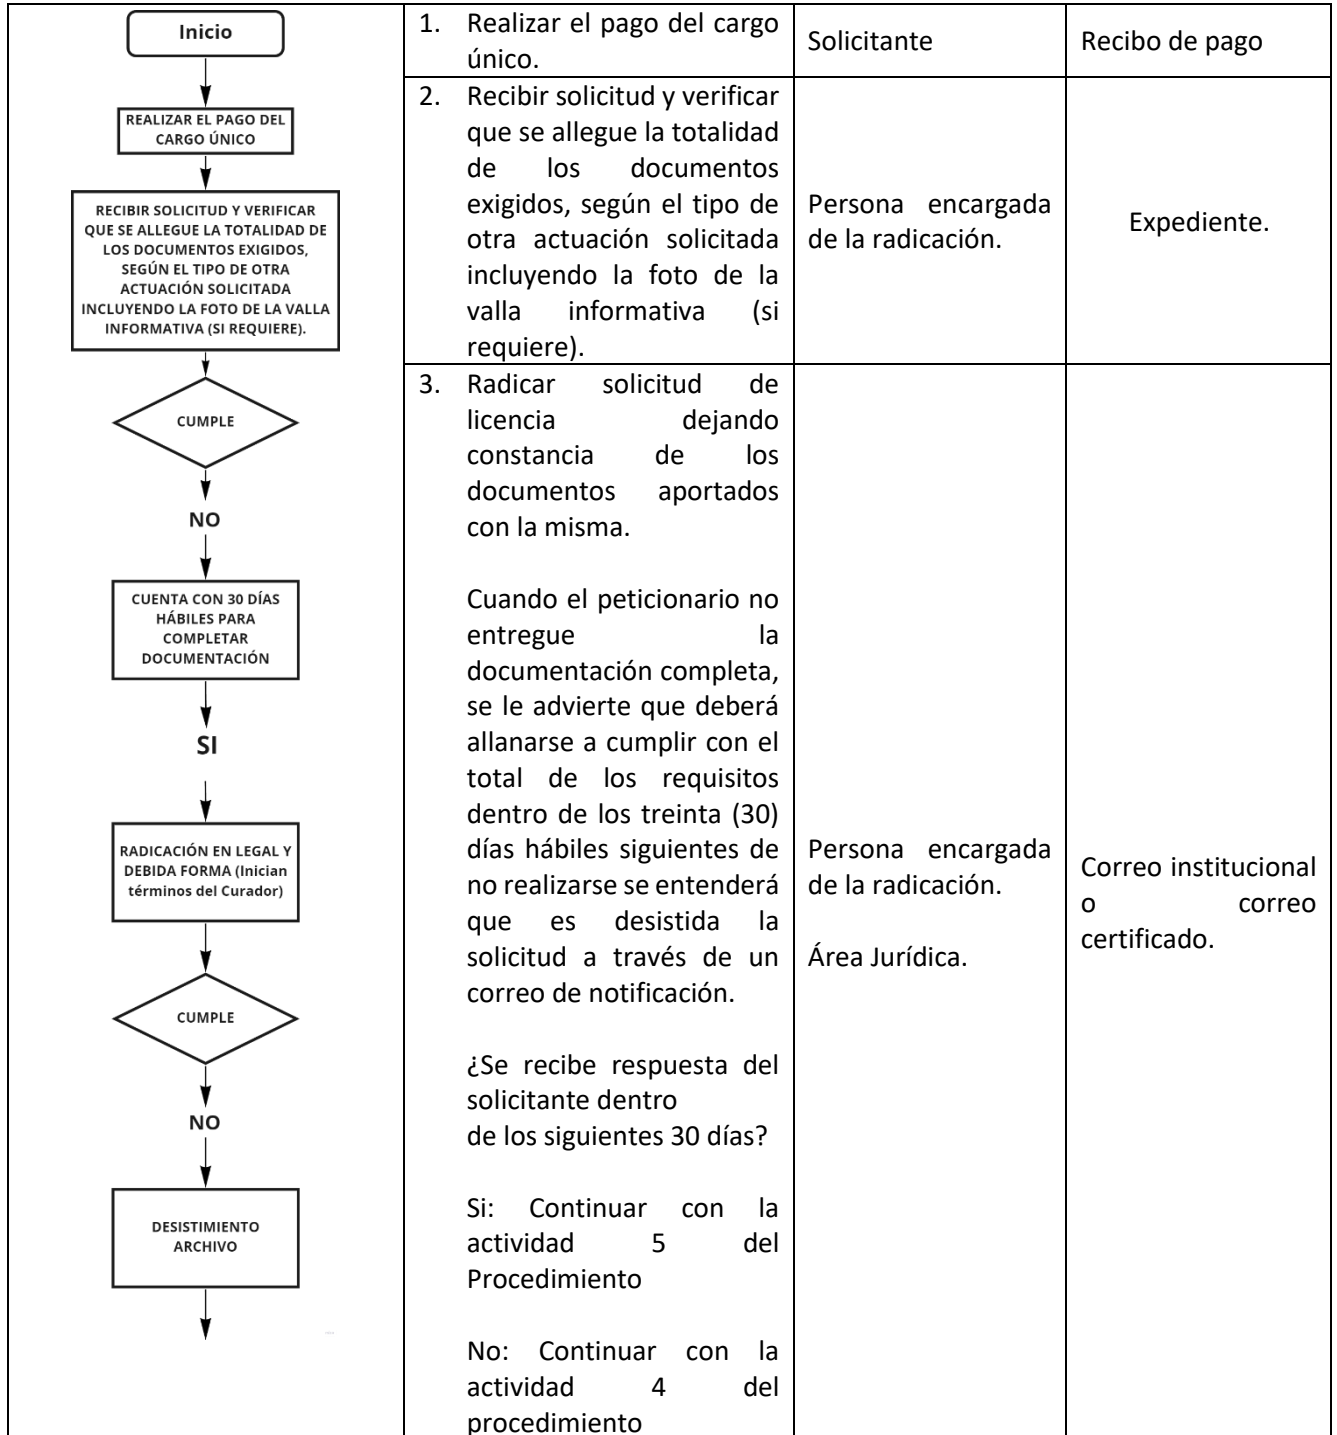 Inicio
REALIZAR EL PAGO DEL
CARGO ÚNICO
RECIBIR SOLICITUD Y VERIFICAR
QUE SE ALLEGUE LA TOTALIDAD DE
LOS DOCUMENTOS EXIGIDOS,
SEGÚN EL TIPO DE OTRA
ACTUACIÓN SOLICITADA
INCLUYENDO LA FOTO DE LA VALLA
INFORMATIVA (SI REQUIERE).
CUMPLE
NO
CUENTA CON 30 DÍAS
HÁBILES PARA
COMPLETAR
DOCUMENTACIÓN
SI
RADICACIÓN EN LEGAL Y
DEBIDA FORMA (Inician
términos del Curador)
CUMPLE
NO
DESISTIMIENTO
ARCHIVO
1. Realizar el pago del cargo
único.
Solicitante
Recibo de pago
2. Recibir solicitud y verificar
que se allegue la totalidad
de los documentos
exigidos, según el tipo de
otra actuación solicitada
incluyendo la foto de la
valla informativa (si
requiere).
Persona encargada
de la radicación.
Expediente.
3. Radicar solicitud de
licencia dejando
constancia de los
documentos aportados
con la misma.
Cuando el peticionario no
entregue la
documentación completa,
se le advierte que deberá
allanarse a cumplir con el
total de los requisitos
dentro de los treinta (30)
días hábiles siguientes de
no realizarse se entenderá
que es desistida la
solicitud a través de un
correo de notificación.
¿Se recibe respuesta del
solicitante dentro
de los siguientes 30 días?
Si: Continuar con la
actividad 5 del
Procedimiento
No: Continuar con la
actividad 4 del
procedimiento
Persona encargada
de la radicación.
Área Jurídica.
Correo institucional
o correo
certificado.